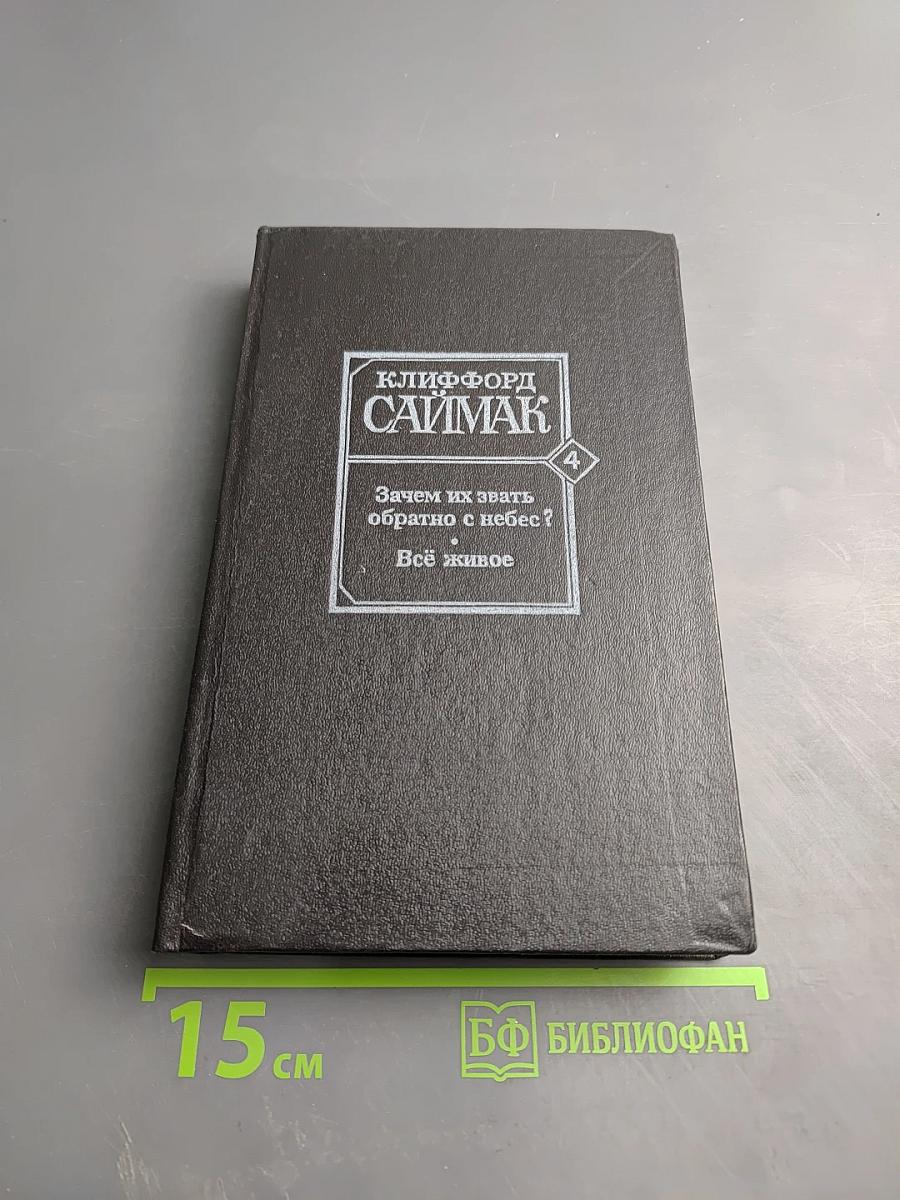 КЛИФФОРД
САЙМАК
4
Зачем их звать
обратно с небес?
•
Всё живое
15 см
БФ БИБЛИОФАН